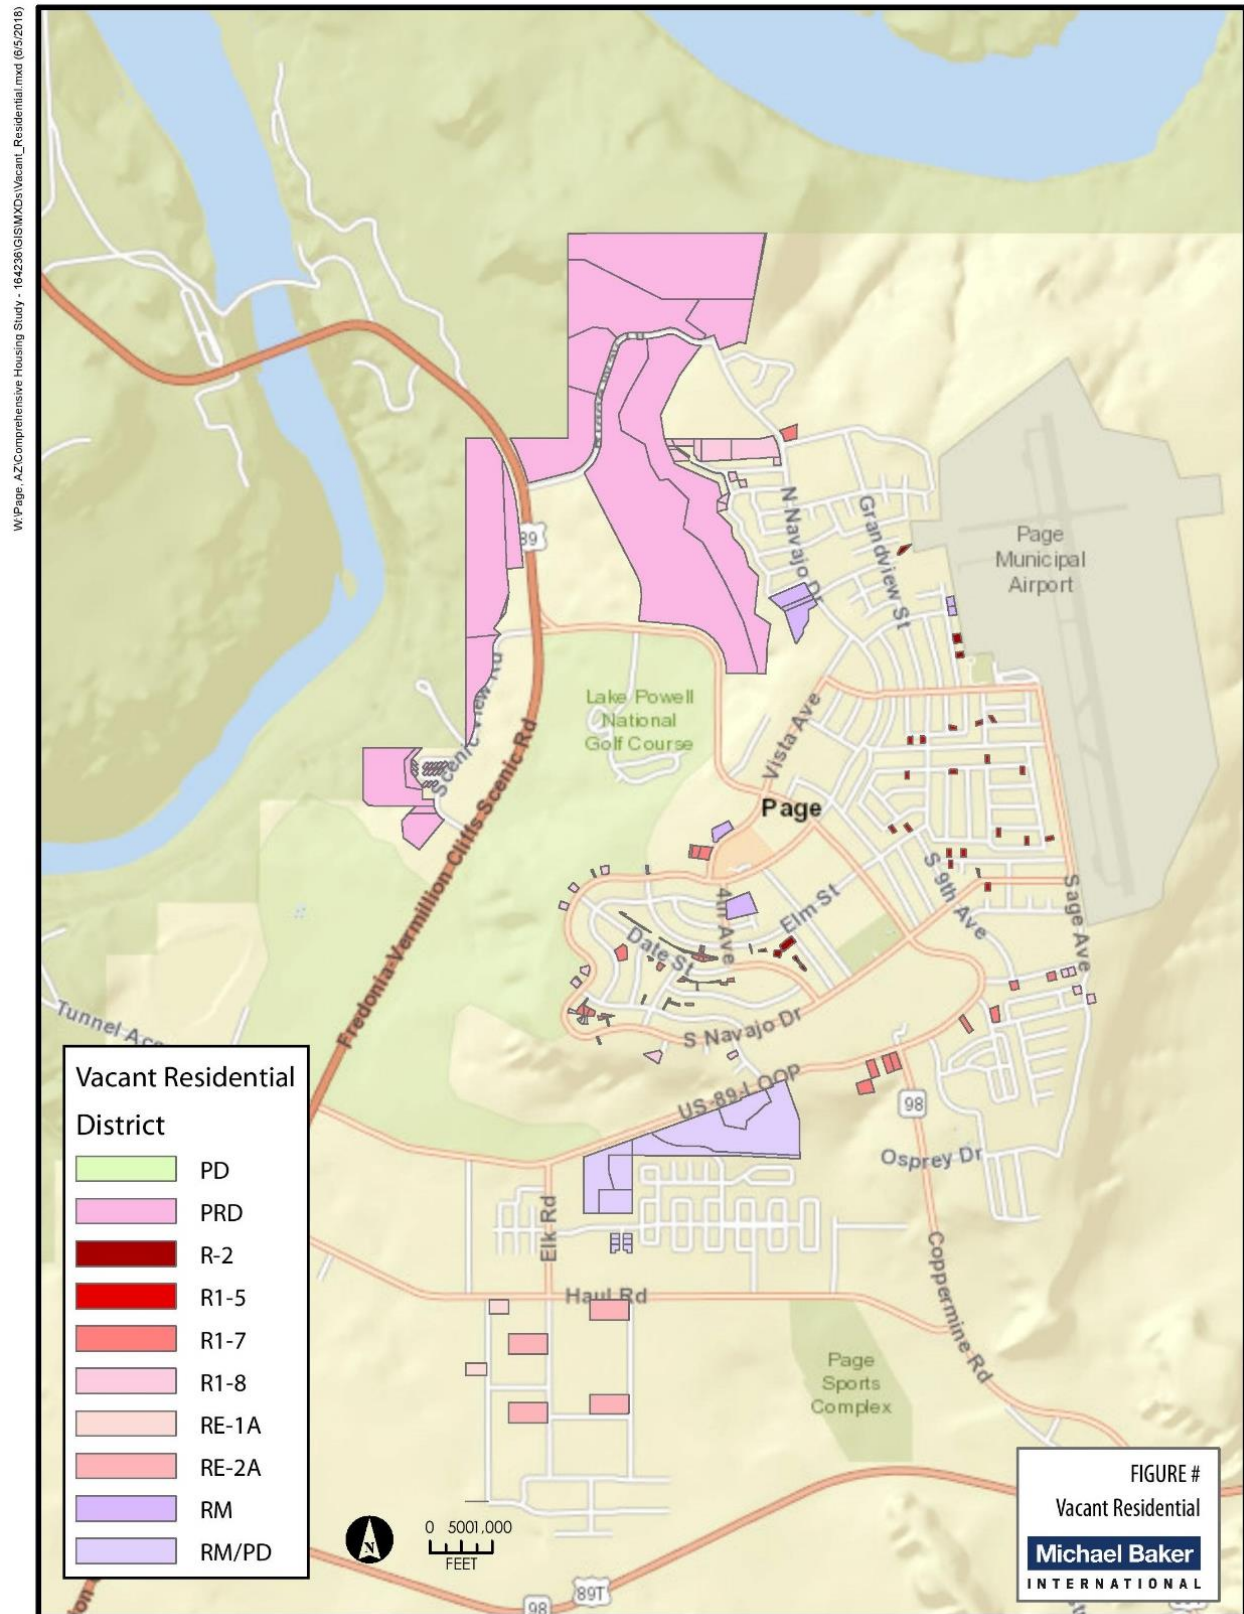 W:\Page, AZ\Comprehensive Housing Study - 164236\GIS\MXDs\Vacant_Residential.mxd (6/5/2018)
89
N Navajo Dr
Grandview St
Page
Municipal
Airport
Lake Powell
National
Golf Course
Scenic View Rd
Vista Ave
Fredonia-Vermillion Cliffs Scenic Rd
Page
S 9th Ave
Sage Ave
4th Ave
Elm St
Date St
S Navajo Dr
Tunnel Acc
US-89-LOOP
98
Osprey Dr
Elk Rd
Haul Rd
Coppermine Rd
Page
Sports
Complex
Vacant Residential
District
PD
PRD
R-2
R1-5
R1-7
R1-8
RE-1A
RE-2A
RM
RM/PD
N
0 5001,000
FEET
89T
98
FIGURE #
Vacant Residential
Michael Baker
INTERNATIONAL